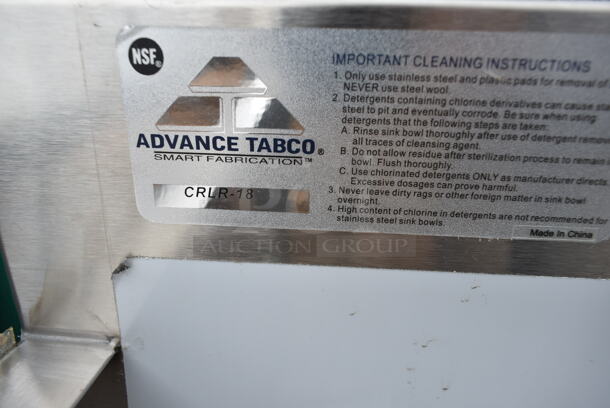 NSF®
ADVANCE TABCO®
SMART FABRICATION™
CRLR-18
IMPORTANT CLEANING INSTRUCTIONS
1. Only use stainless steel and plastic pads for removal of
NEVER use steel wool.
2. Detergents containing chlorine derivatives can cause
steel to pit and eventually corrode. Be sure when using
detergents that the following steps are taken:
A. Rinse sink bowl thoroughly after use of detergent
all traces of cleansing agent.
B. Do not allow residue after sterilization process to remain
bowl. Flush thoroughly.
C. Use chlorinated detergents ONLY as manufacturer
Excessive dosages can prove harmful.
3. Never leave dirty rags or other foreign matter in sink bowl
overnight.
4. High content of chlorine in detergents are not recommended for
stainless steel sink bowls.
Made in China
AUCTION GROUP